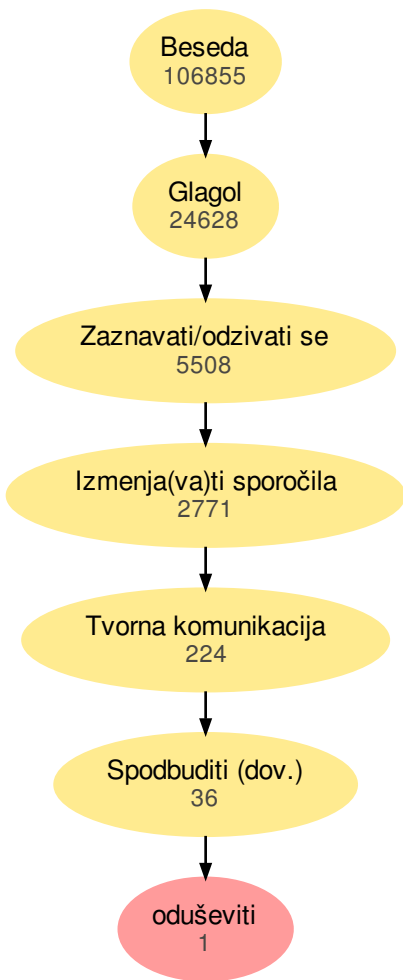 Beseda
106855
Glagol
24628
Zaznavati/odzivati se
5508
Izmenja(va)ti sporočila
2771
Tvorna komunikacija
224
Spodbuditi (dov.)
36
oduševiti
1